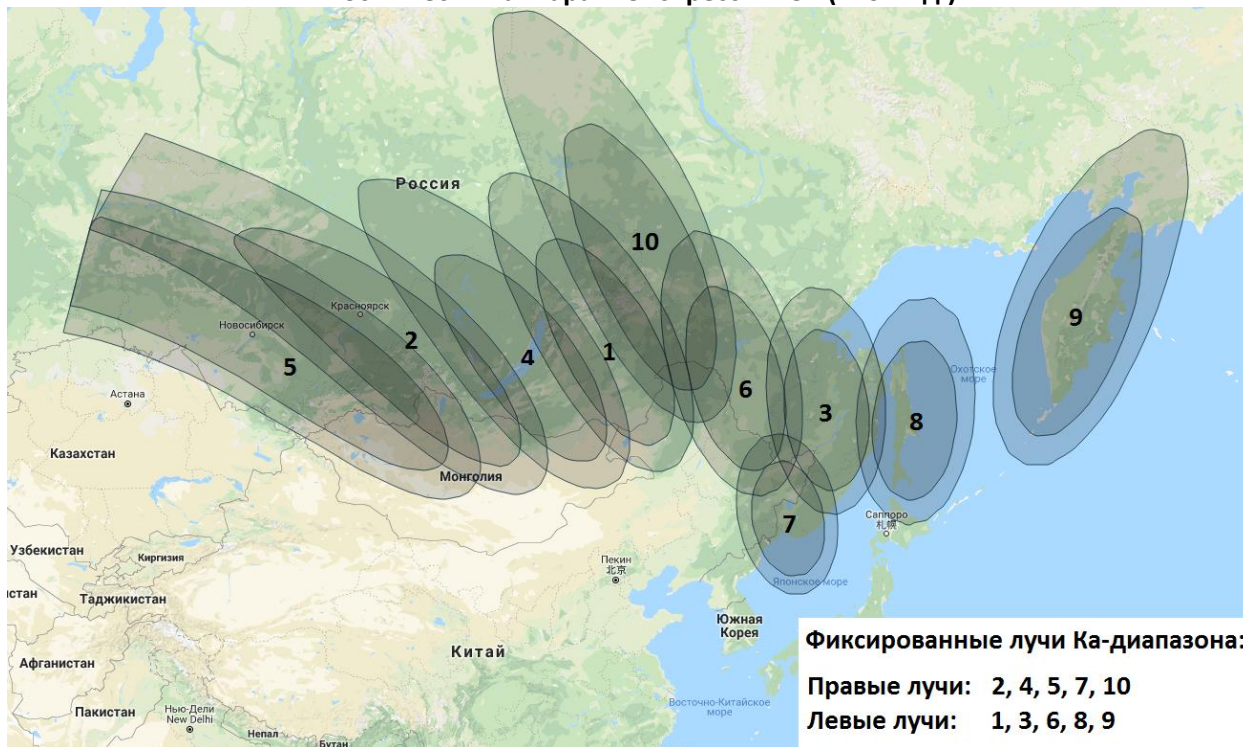 Россия
10
Красноярск
9
Новосибирск
2
1
4
5
6
Охотское
море
3
8
Астана
Казахстан
Монголия
7
Саппоро
札幌
Узбекистан
Киргизия
Пекин
北京
Японское море
стан
Таджикистан
Южная
Корея
Китай
Афганистан
Нью-Дели
New Delhi
Пакистан
Восточно-Китайское
море
Непал
Бутан
Фиксированные лучи Ка-диапазона:
Правые лучи: 2, 4, 5, 7, 10
Левые лучи: 1, 3, 6, 8, 9